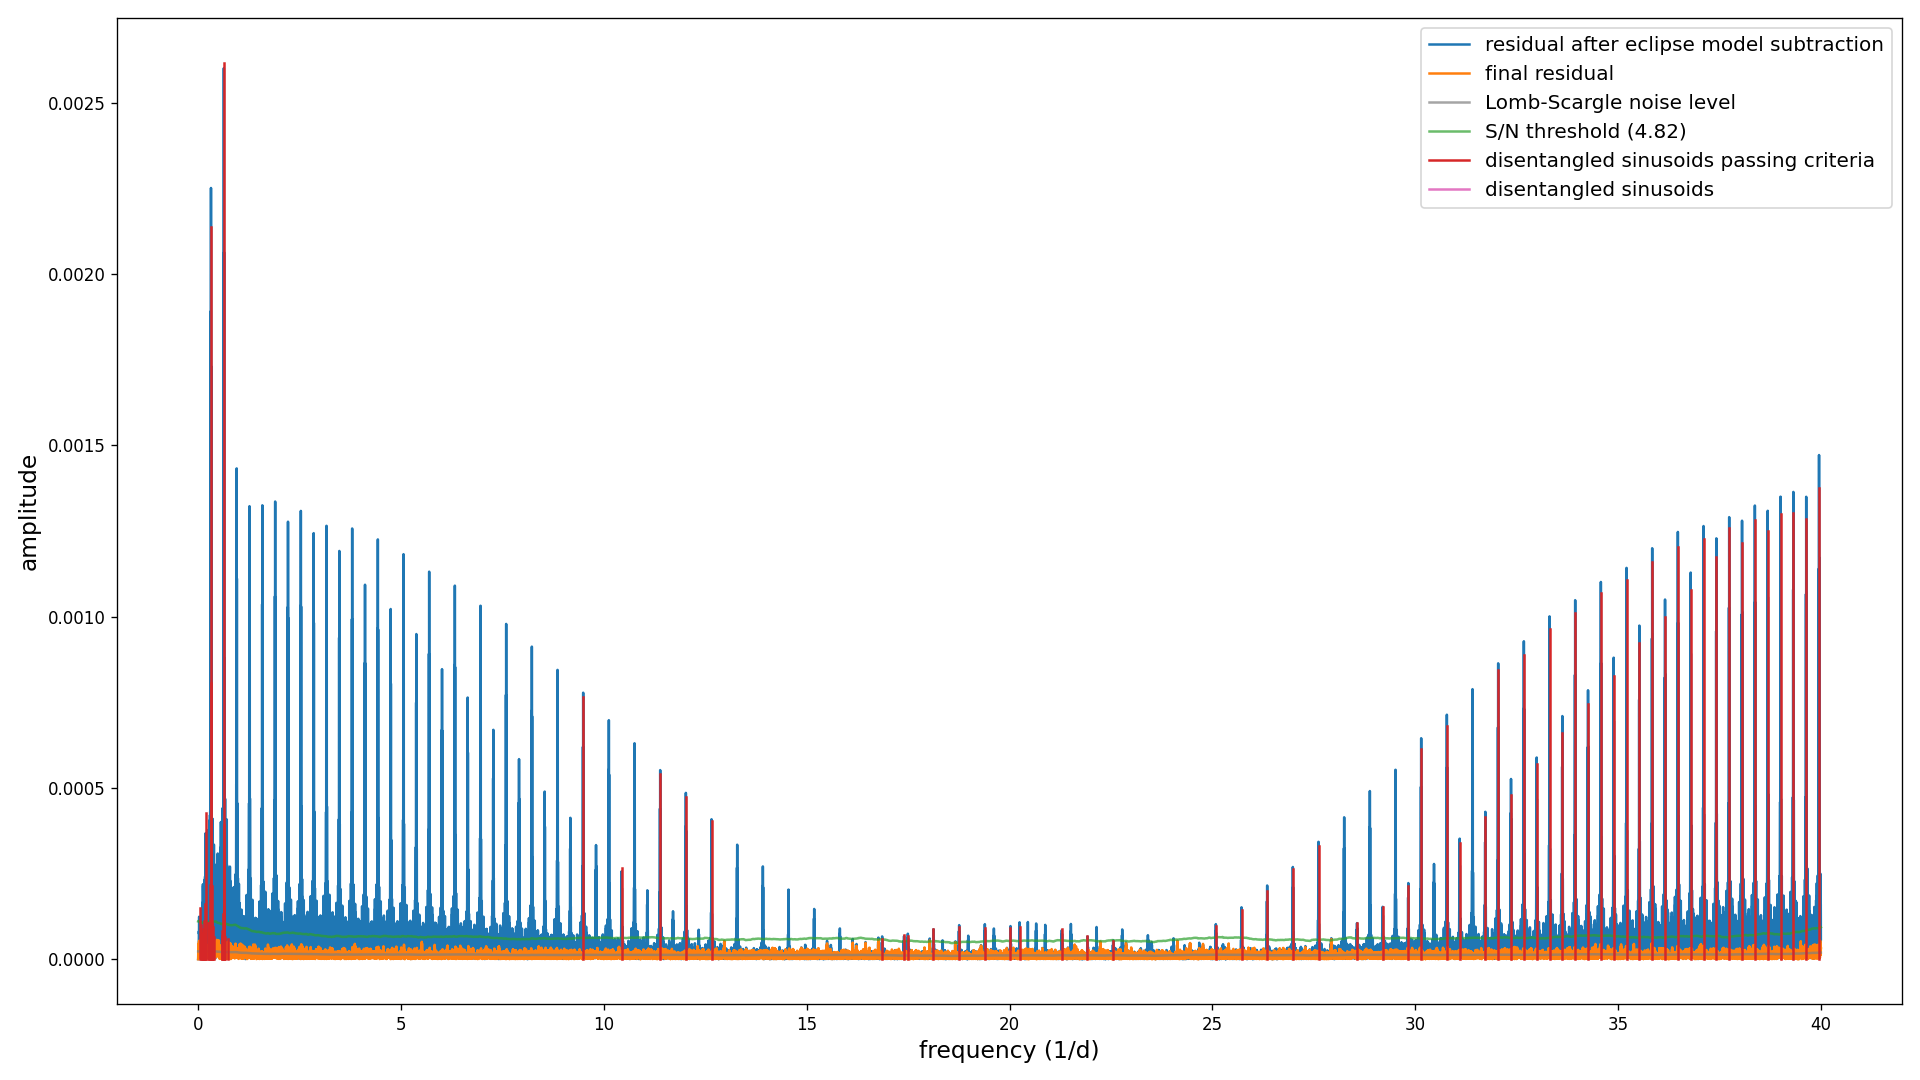 residual after eclipse model subtraction
final residual
Lomb-Scargle noise level
S/N threshold (4.82)
disentangled sinusoids passing criteria
disentangled sinusoids
amplitude
0.0025
0.0020
0.0015
0.0010
0.0005
0.0000
0 5 10 15 20 25 30 35 40
frequency (1/d)